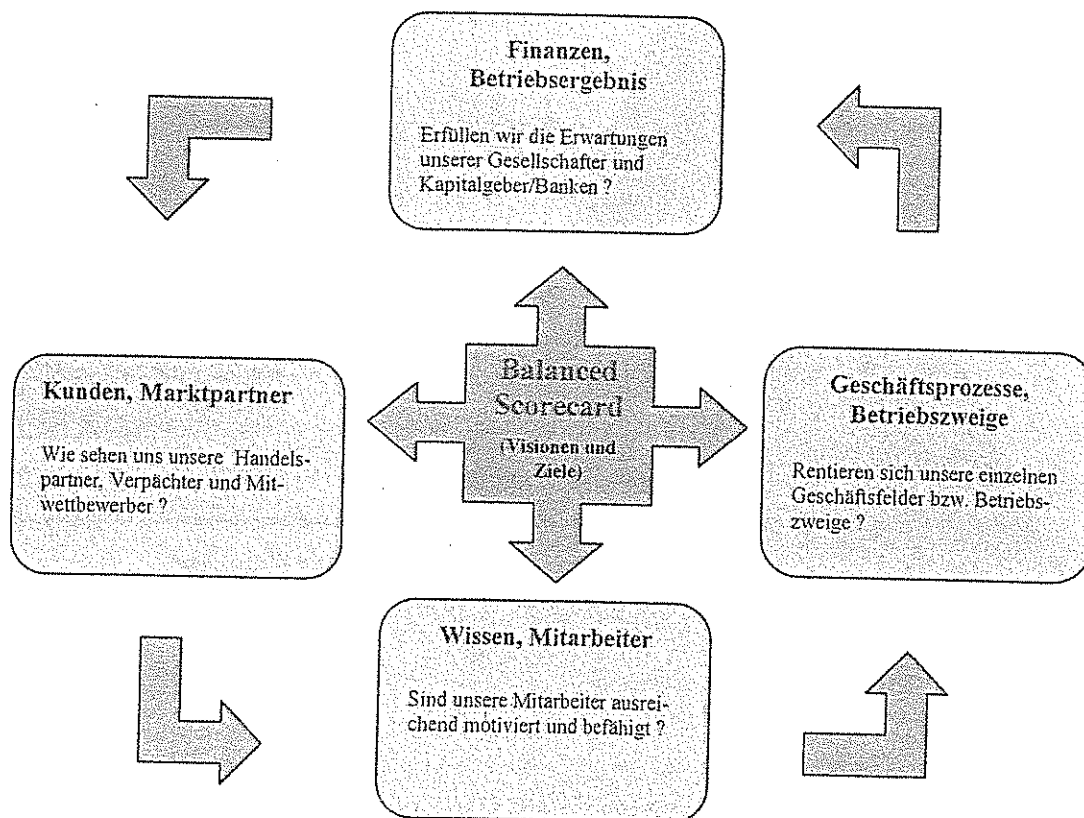 Finanzen,
Betriebsergebnis
Erfüllen wir die Erwartungen
unserer Gesellschafter und
Kapitalgeber/Banken ?
Kunden, Marktpartner
Wie sehen uns unsere Handels-
partner, Verpächter und Mit-
wettbewerber ?
Balanced
Scorecard
(Visionen und
Ziele)
Geschäftsprozesse,
Betriebszweige
Rentieren sich unsere einzelnen
Geschäftsfelder bzw. Betriebs-
zweige ?
Wissen, Mitarbeiter
Sind unsere Mitarbeiter ausrei-
chend motiviert und befähigt ?